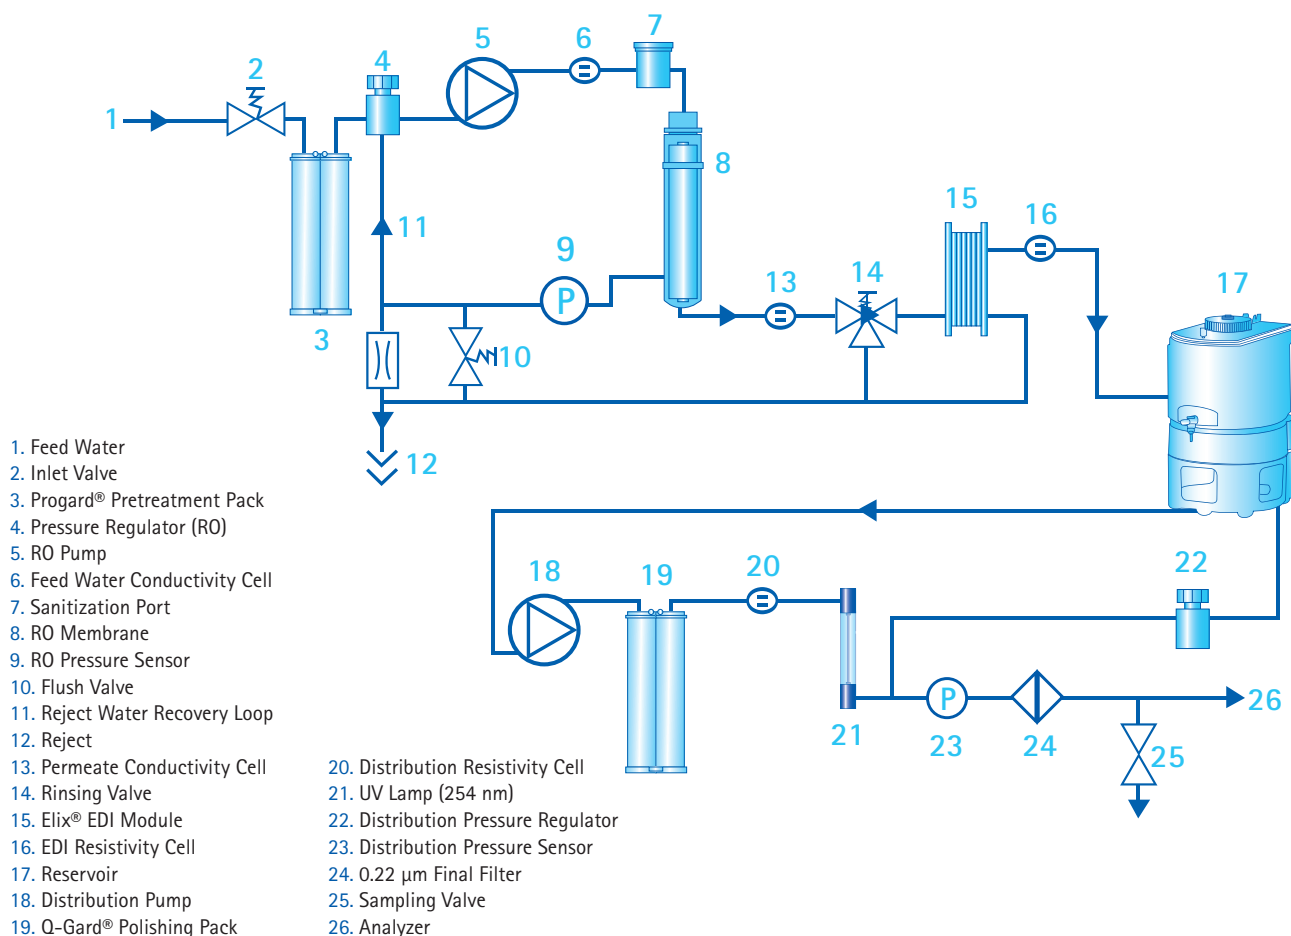 7
5
6
2
4
1
8
15
16
11
9
13
14
17
3
10
12
22
18
19
20
26
21
23
24
25
P
P
1. Feed Water
2. Inlet Valve
3. Progard® Pretreatment Pack
4. Pressure Regulator (RO)
5. RO Pump
6. Feed Water Conductivity Cell
7. Sanitization Port
8. RO Membrane
9. RO Pressure Sensor
10. Flush Valve
11. Reject Water Recovery Loop
12. Reject
13. Permeate Conductivity Cell
14. Rinsing Valve
15. Elix® EDI Module
16. EDI Resistivity Cell
17. Reservoir
18. Distribution Pump
19. Q-Gard® Polishing Pack
20. Distribution Resistivity Cell
21. UV Lamp (254 nm)
22. Distribution Pressure Regulator
23. Distribution Pressure Sensor
24. 0.22 µm Final Filter
25. Sampling Valve
26. Analyzer